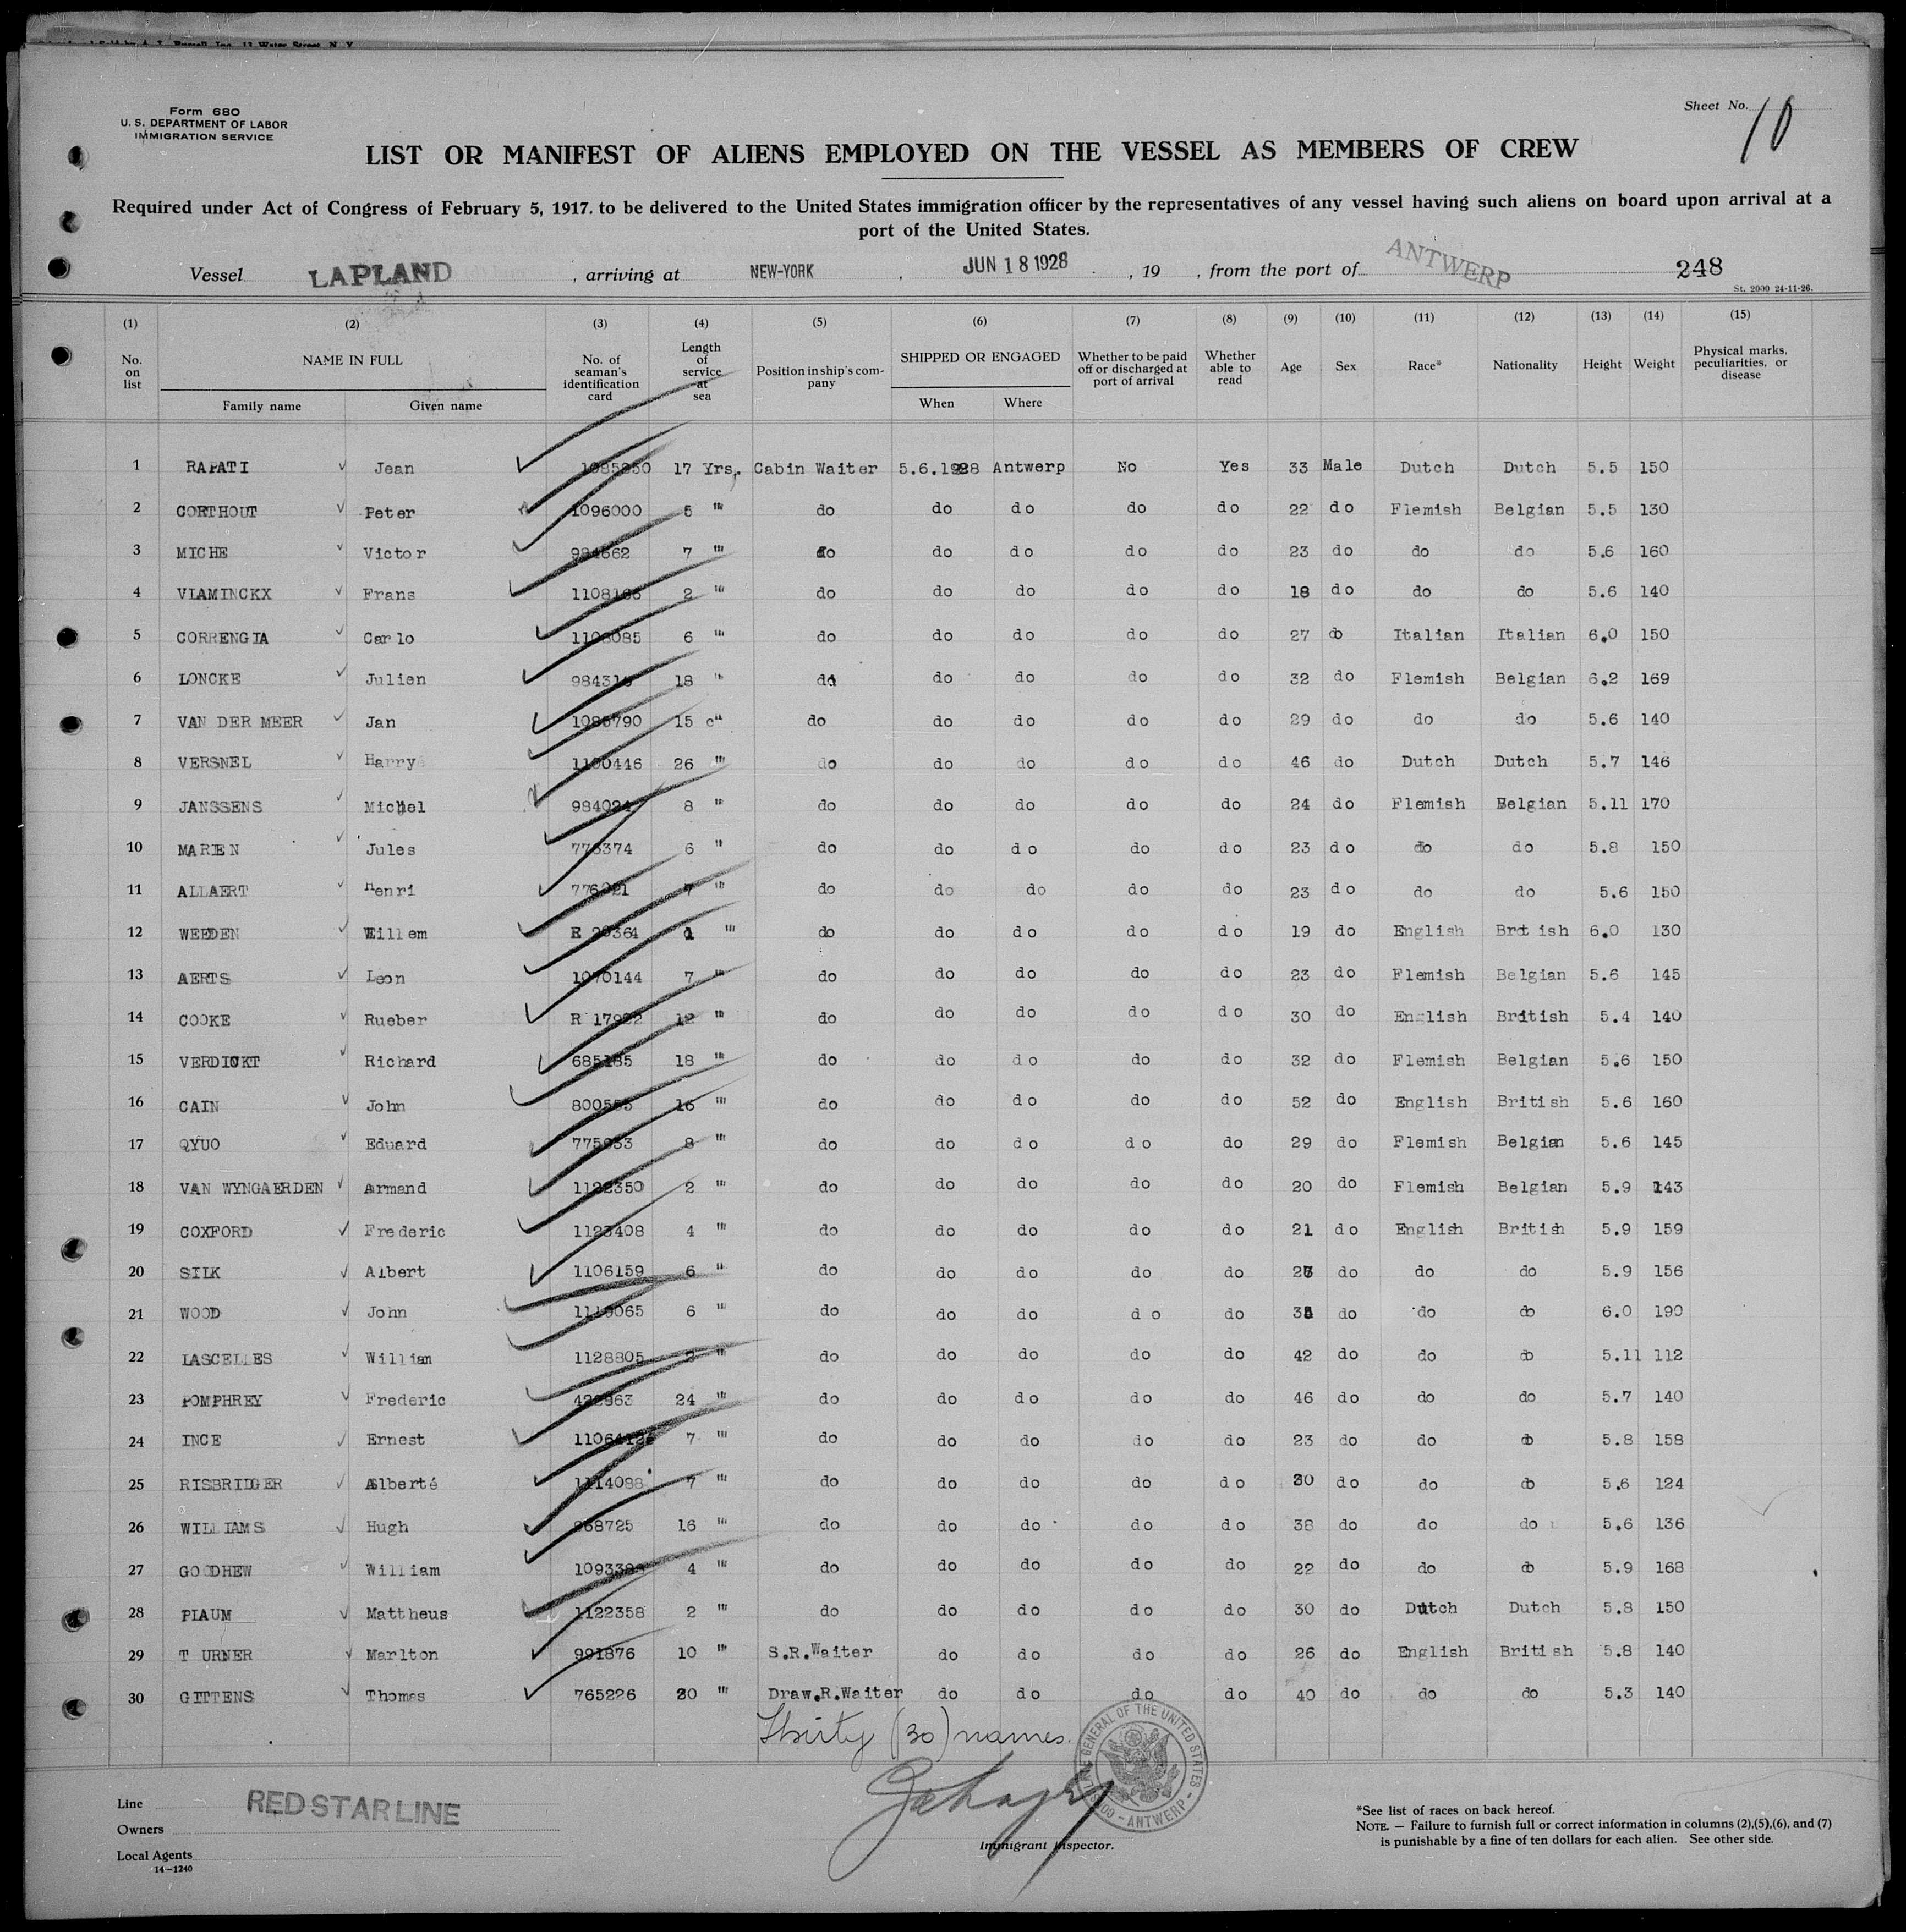 Form 680
U. S. DEPARTMENT OF LABOR
IMMIGRATION SERVICE
Sheet No. 10
LIST OR MANIFEST OF ALIENS EMPLOYED ON THE VESSEL AS MEMBERS OF CREW
Required under Act of Congress of February 5, 1917. to be delivered to the United States immigration officer by the representatives of any vessel having such aliens on board upon arrival at a
port of the United States.
Vessel LAPLAND , arriving at NEW-YORK , JUN 18 1928 , 19 , from the port of ANTWERP 248
St. 2000 24-11-26.
(1) (2) (3) (4) (5) (6) (7) (8) (9) (10) (11) (12) (13) (14) (15)
No. on list NAME IN FULL Family name Given name No. of seaman's identification card Length of service at sea Position in ship's company SHIPPED OR ENGAGED When Where Whether to be paid off or discharged at port of arrival Whether able to read Age Sex Race* Nationality Height Weight Physical marks, peculiarities, or disease
1 RAPATI Jean 17 Yrs. Cabin Waiter 5.6.1928 Antwerp No Yes 33 Male Dutch Dutch 5.5 150
2 CORTHOUT Peter 1096000 5 " do do do do do 22 do Flemish Belgian 5.5 130
3 MICHE Victor 7 " do do do do do 23 do do do 5.6 160
4 VLAMINCKX Frans 2 " do do do do do 18 do do do 5.6 140
5 CORRENGIA Carlo 6 " do do do do do 27 do Italian Italian 6.0 150
6 LONCKE Julien 18 " do do do do do 32 do Flemish Belgian 6.2 169
7 VAN DER MEER Jan 15 " do do do do do 29 do do do 5.6 140
8 VERSNEL Harry 1100446 26 " do do do do do 46 do Dutch Dutch 5.7 146
9 JANSSENS Michel 8 " do do do do do 24 do Flemish Belgian 5.11 170
10 MARIEN Jules 6 " do do do do do 23 do do do 5.8 150
11 ALLAERT Henri 7 " do do do do do 23 do do do 5.6 150
12 WEEDEN Willem 1 " do do do do do 19 do English Brt ish 6.0 130
13 AERTS Leon 1070144 7 " do do do do do 23 do Flemish Belgian 5.6 145
14 COOKE Rueber 12 " do do do do do 30 do English British 5.4 140
15 VERDICKT Richard 18 " do do do do do 32 do Flemish Belgian 5.6 150
16 CAIN John 16 " do do do do do 52 do English British 5.6 160
17 QYUO Eduard 8 " do do do do do 29 do Flemish Belgian 5.6 145
18 VAN WYNGAERDEN Armand 1122350 2 " do do do do do 20 do Flemish Belgian 5.9 143
19 COXFORD Frederic 1123408 4 " do do do do do 21 do English British 5.9 159
20 SILK Albert 1106159 6 " do do do do do do do do 5.9 156
21 WOOD John 6 " do do do do do do do do 6.0 190
22 LASCELLES William 1128805 " do do do do do 42 do do do 5.11 112
23 POMPHREY Frederic 24 " do do do do do 46 do do do 5.7 140
24 INCE Ernest 7 " do do do do do 23 do do do 5.8 158
25 RISBRIDGER Alberté 1114088 7 " do do do do do 30 do do do 5.6 124
26 WILLIAMS Hugh 16 " do do do do do 38 do do do 5.6 136
27 GOODHEW William 4 " do do do do do 22 do do do 5.9 168
28 PLAUM Mattheus 1122358 2 " do do do do do 30 do Dutch Dutch 5.8 150
29 T URNER Marlton 991876 10 " S.R.Waiter do do do do 26 do English British 5.8 140
30 GITTENS Thomas 765226 20 " Draw.R.Waiter do do do do 40 do do do 5.3 140
Thirty (30) names.
Line RED STAR LINE
Owners
Local Agents
14-1240
Immigrant Inspector.
GENERAL OF THE UNITED STATES ANTWERP
*See list of races on back hereof.
NOTE. — Failure to furnish full or correct information in columns (2),(5),(6), and (7)
is punishable by a fine of ten dollars for each alien. See other side.